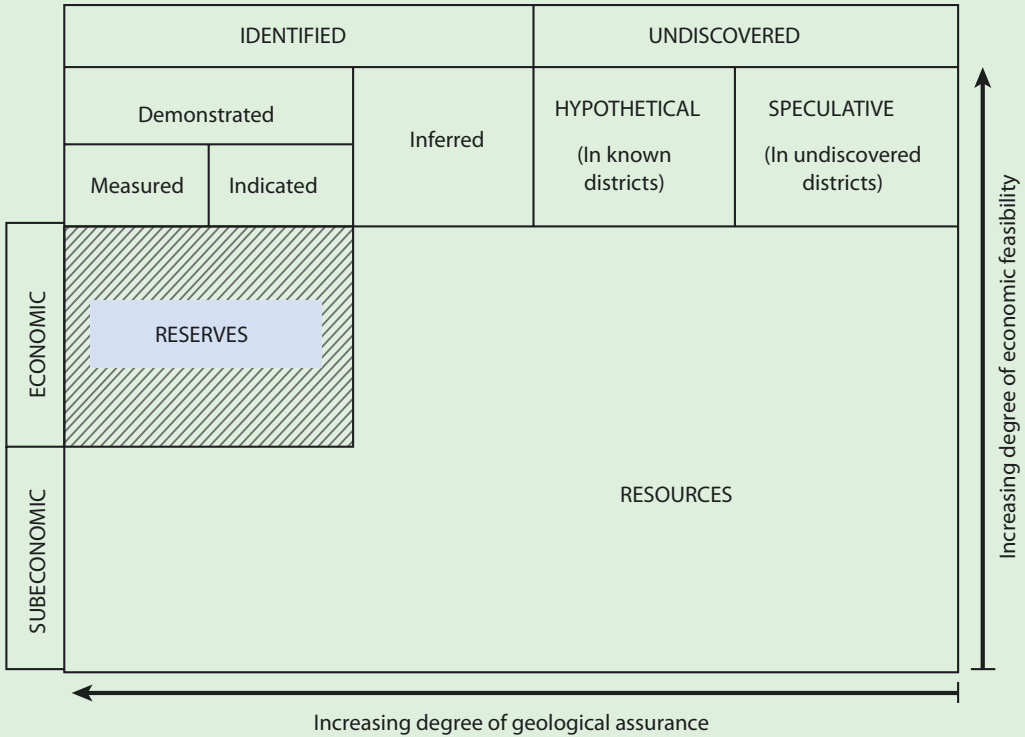 IDENTIFIED
UNDISCOVERED
Demonstrated
Inferred
HYPOTHETICAL
(In known
districts)
SPECULATIVE
(In undiscovered
districts)
Measured
Indicated
ECONOMIC
RESERVES
SUBECONOMIC
RESOURCES
Increasing degree of economic feasibility
Increasing degree of geological assurance